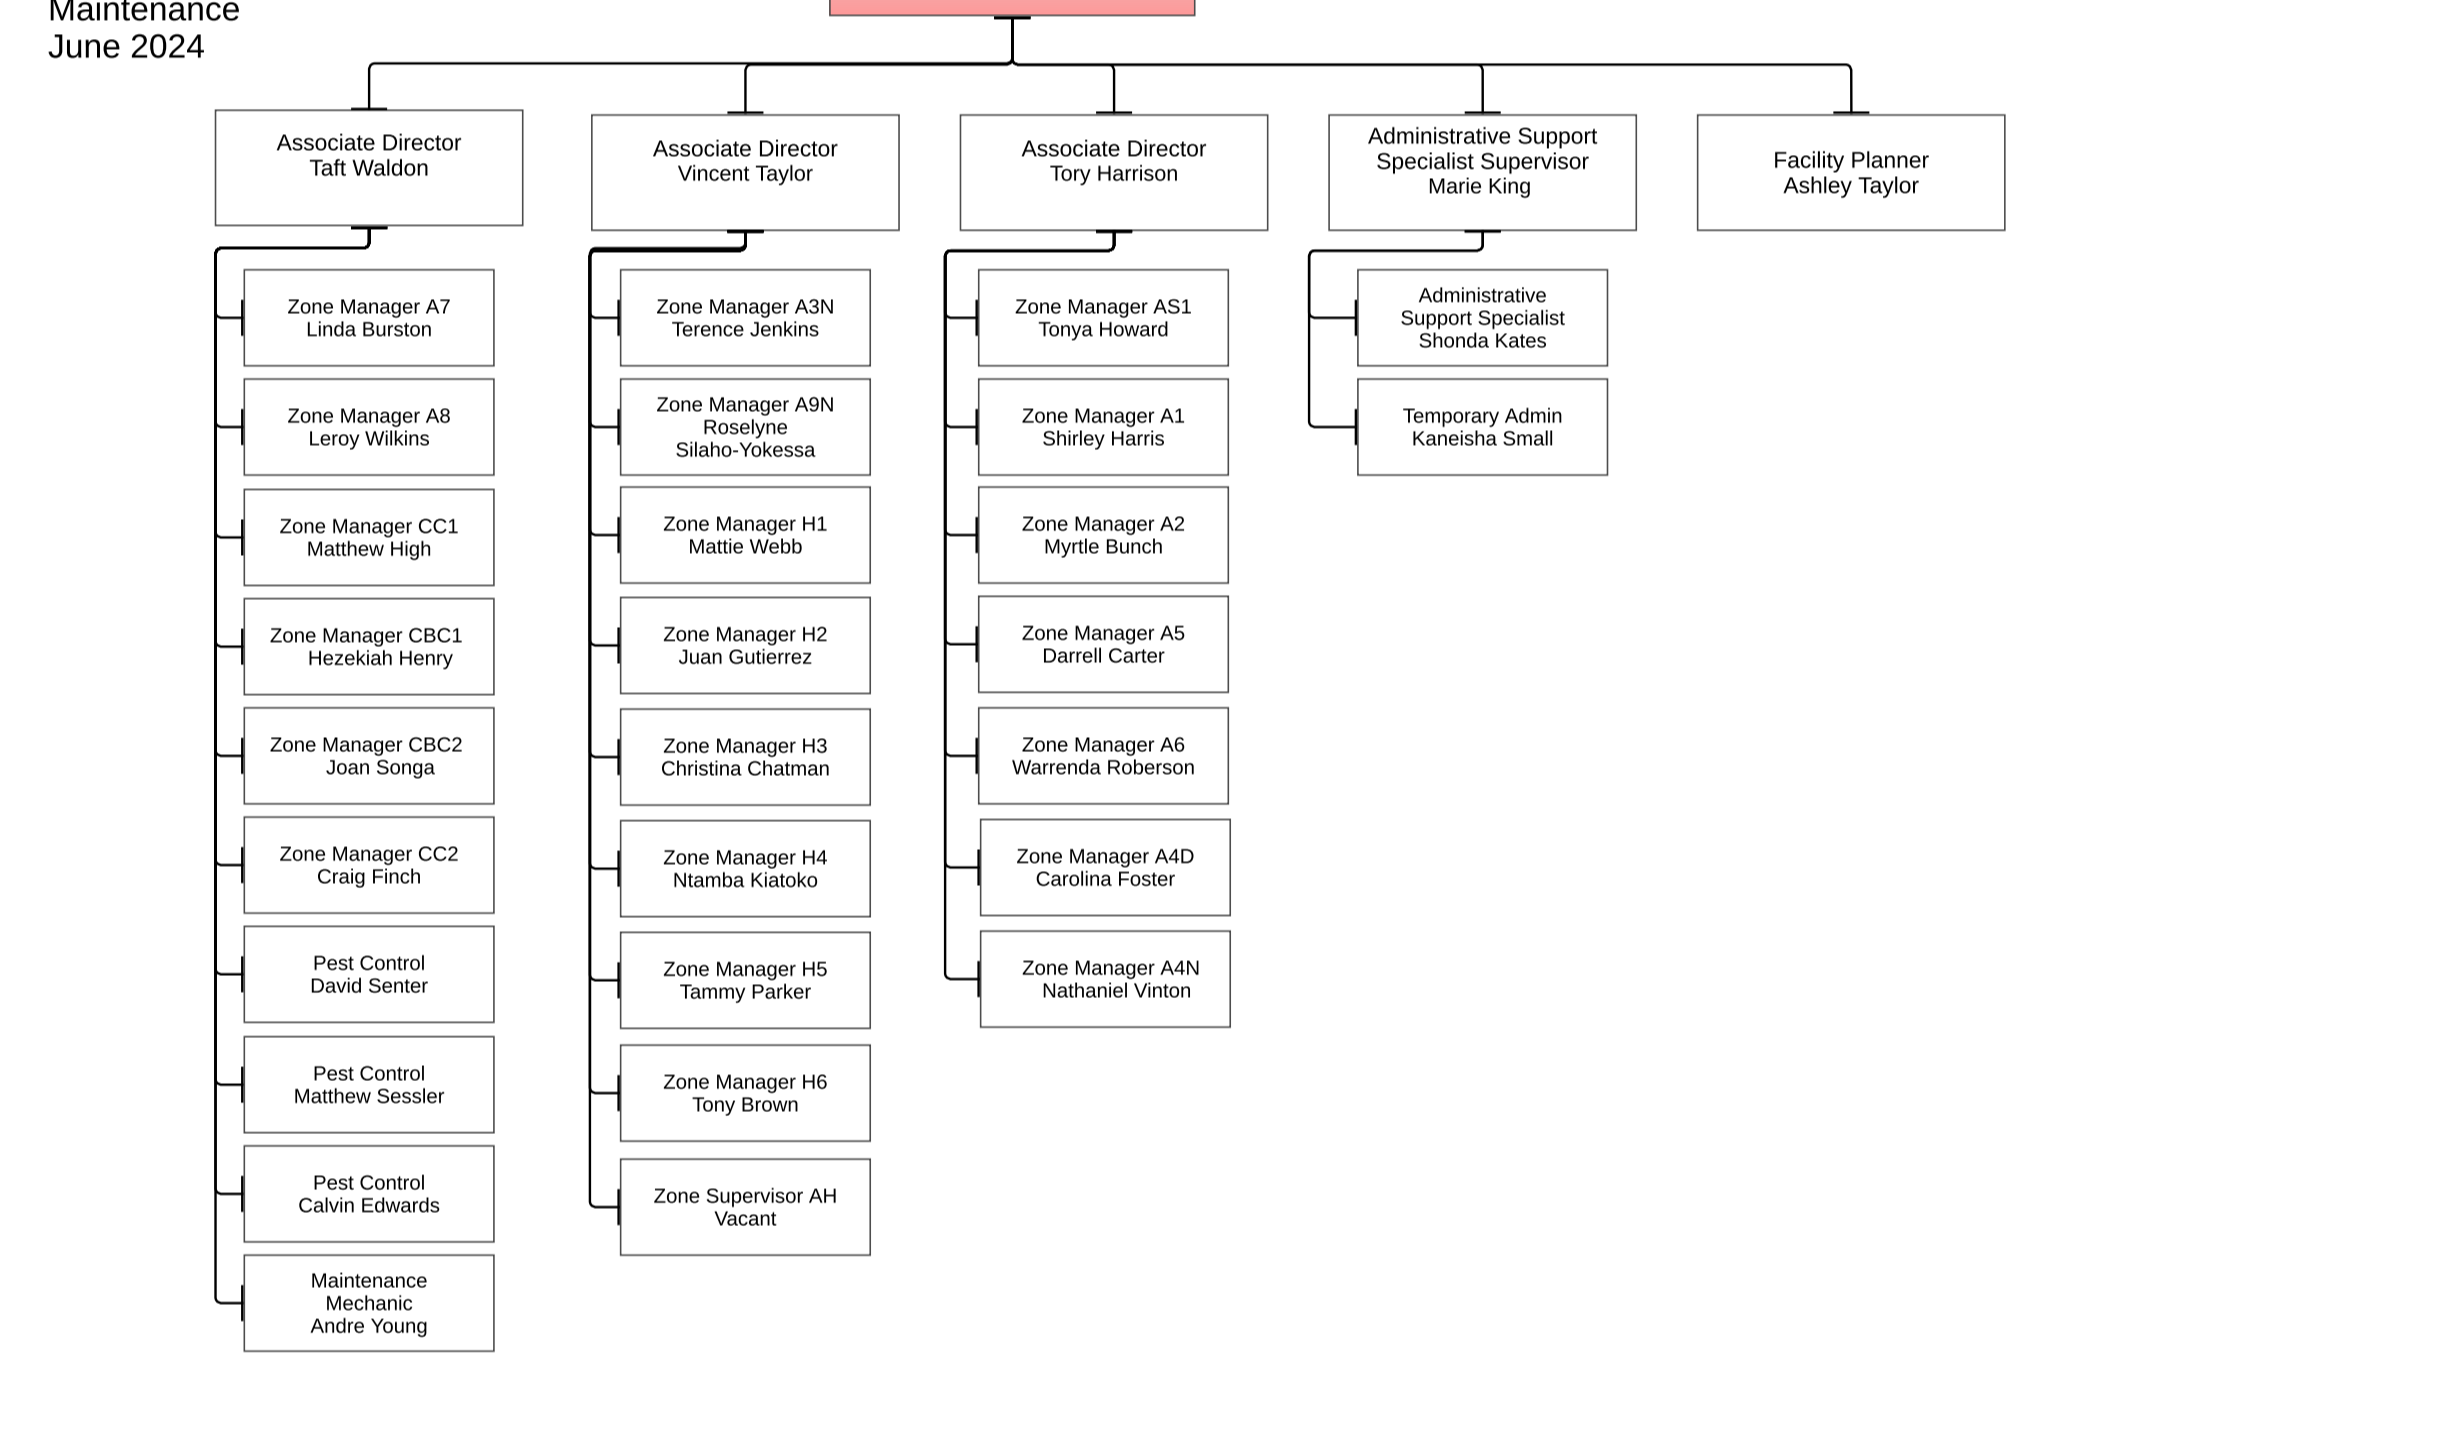 Maintenance
June 2024
Associate Director
Taft Waldon
Associate Director
Vincent Taylor
Associate Director
Tory Harrison
Administrative Support
Specialist Supervisor
Marie King
Facility Planner
Ashley Taylor
Zone Manager A7
Linda Burston
Zone Manager A8
Leroy Wilkins
Zone Manager CC1
Matthew High
Zone Manager CBC1
Hezekiah Henry
Zone Manager CBC2
Joan Songa
Zone Manager CC2
Craig Finch
Pest Control
David Senter
Pest Control
Matthew Sessler
Pest Control
Calvin Edwards
Maintenance
Mechanic
Andre Young
Zone Manager A3N
Terence Jenkins
Zone Manager A9N
Roselyne
Silaho-Yokessa
Zone Manager H1
Mattie Webb
Zone Manager H2
Juan Gutierrez
Zone Manager H3
Christina Chatman
Zone Manager H4
Ntamba Kiatoko
Zone Manager H5
Tammy Parker
Zone Manager H6
Tony Brown
Zone Supervisor AH
Vacant
Zone Manager AS1
Tonya Howard
Zone Manager A1
Shirley Harris
Zone Manager A2
Myrtle Bunch
Zone Manager A5
Darrell Carter
Zone Manager A6
Warrenda Roberson
Zone Manager A4D
Carolina Foster
Zone Manager A4N
Nathaniel Vinton
Administrative
Support Specialist
Shonda Kates
Temporary Admin
Kaneisha Small